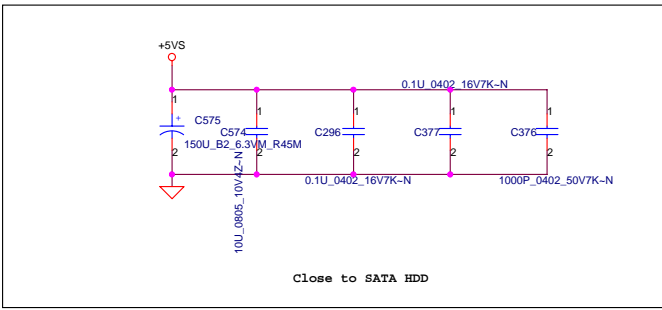 +5VS
0.1U_0402_16V7K~N
1
1
1
1
1
C575
+
C574
C296
C377
C376
150U_B2_6.3VM_R45M
2
2
2
2
2
10U_0805_10V4Z~N
0.1U_0402_16V7K~N
1000P_0402_50V7K~N
Close to SATA HDD